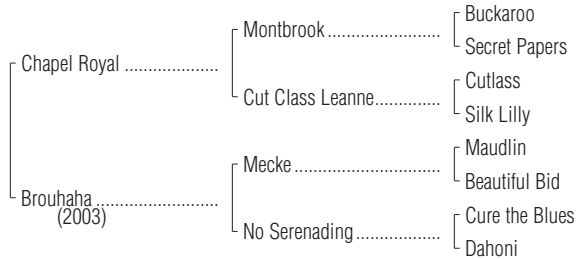 Buckaroo
Montbrook
Secret Papers
Chapel Royal
Cutlass
Cut Class Leanne
Silk Lilly
Maudlin
Mecke
Beautiful Bid
Brouhaha
(2003)
Cure the Blues
No Serenading
Dahoni